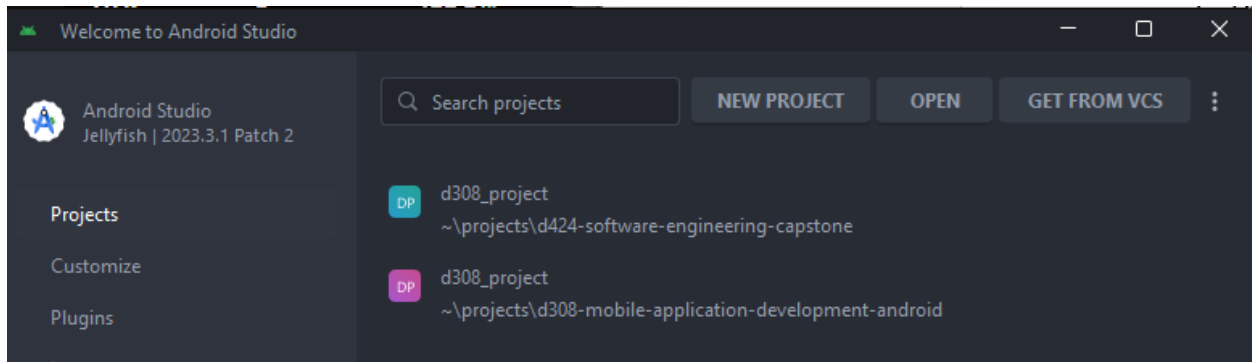 Welcome to Android Studio
Android Studio
Jellyfish | 2023.3.1 Patch 2
Search projects
NEW PROJECT
OPEN
GET FROM VCS
Projects
Customize
Plugins
DP
d308_project
~\projects\d424-software-engineering-capstone
DP
d308_project
~\projects\d308-mobile-application-development-android